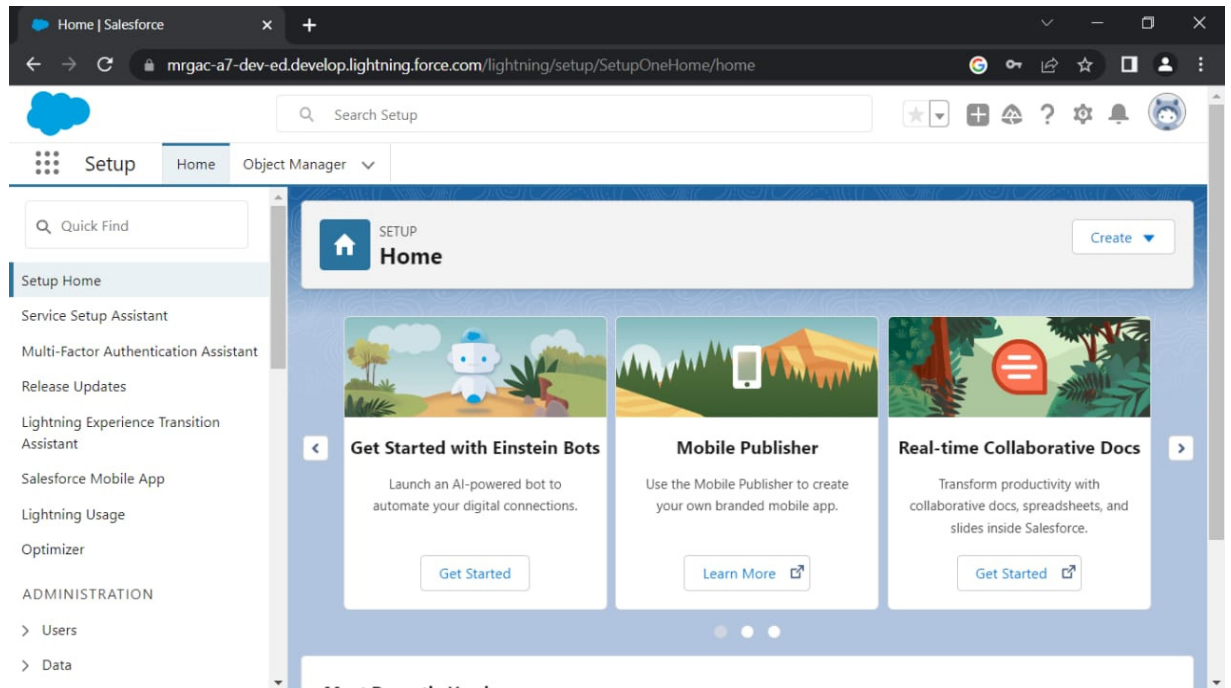 Home | Salesforce
mrgac-a7-dev-ed.develop.lightning.force.com/lightning/setup/SetupOneHome/home
Search Setup
Setup
Home
Object Manager
Quick Find
Setup Home
Service Setup Assistant
Multi-Factor Authentication Assistant
Release Updates
Lightning Experience Transition
Assistant
Salesforce Mobile App
Lightning Usage
Optimizer
ADMINISTRATION
Users
Data
SETUP
Home
Create
Get Started with Einstein Bots
Launch an AI-powered bot to
automate your digital connections.
Get Started
Mobile Publisher
Use the Mobile Publisher to create
your own branded mobile app.
Learn More
Real-time Collaborative Docs
Transform productivity with
collaborative docs, spreadsheets, and
slides inside Salesforce.
Get Started